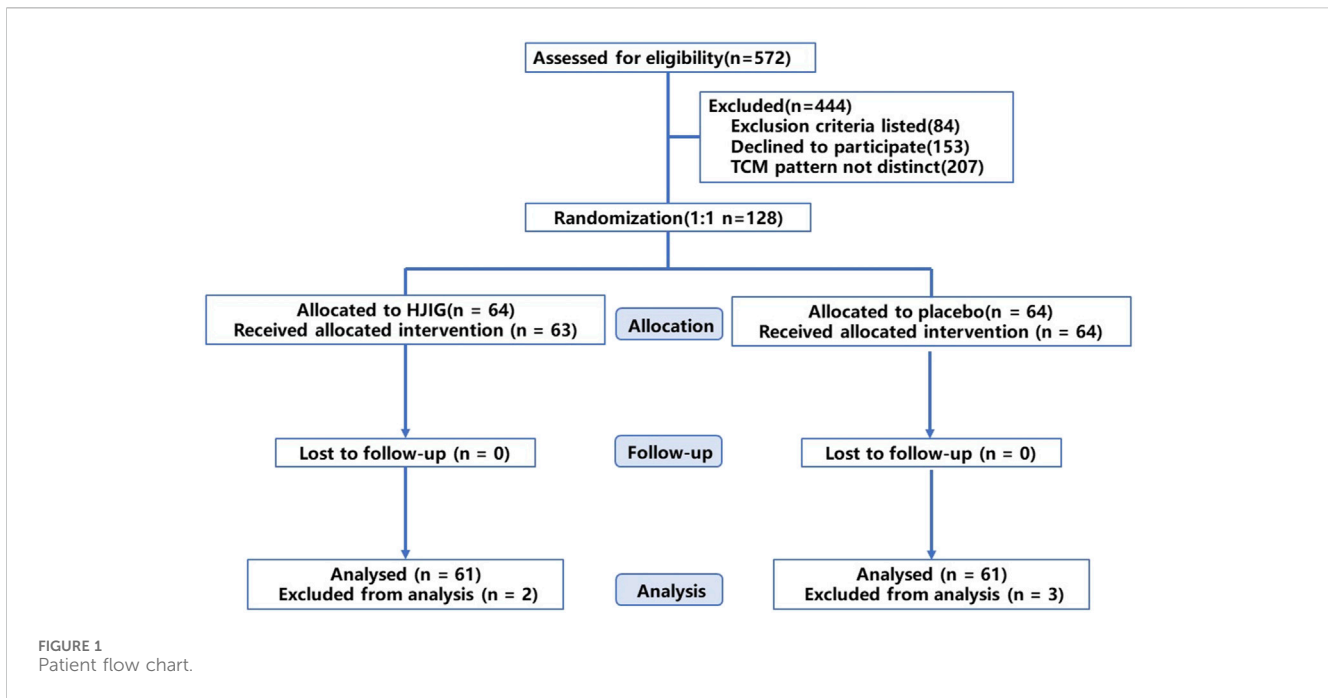 Assessed for eligibility(n=572)
Excluded(n=444)
Exclusion criteria listed(84)
Declined to participate(153)
TCM pattern not distinct(207)
Randomization(1:1 n=128)
Allocated to HJIG(n = 64)
Received allocated intervention (n = 63)
Allocation
Allocated to placebo(n = 64)
Received allocated intervention (n = 64)
Lost to follow-up (n = 0)
Follow-up
Lost to follow-up (n = 0)
Analysed (n = 61)
Excluded from analysis (n = 2)
Analysis
Analysed (n = 61)
Excluded from analysis (n = 3)
FIGURE 1
Patient flow chart.